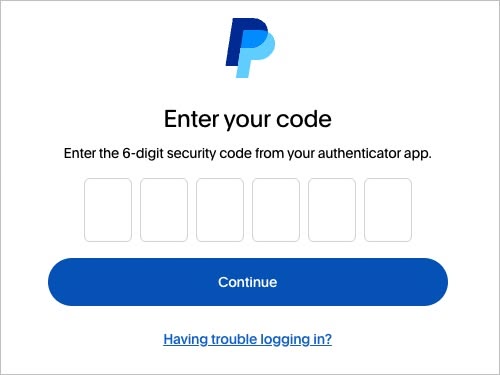 Enter your code
Enter the 6-digit security code from your authenticator app.
Continue
Having trouble logging in?